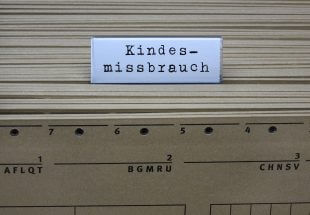 Kindes-
missbrauch
7 6 5 4
1 2 3
AFLQT BGMRU CHNSV